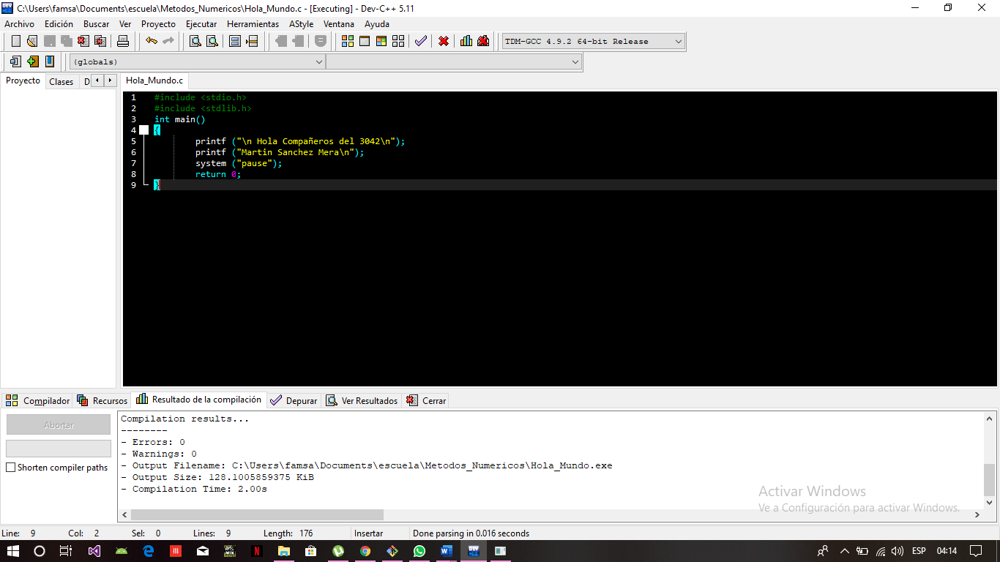 C:\Users\famsa\Documents\escuela\Metodos_Numericos\Hola_Mundo.c - [Executing] - Dev-C++ 5.11
Archivo Edición Buscar Ver Proyecto Ejecutar Herramientas AStyle Ventana Ayuda
TDM-GCC 4.9.2 64-bit Release
(globals)
Proyecto Clases D Hola_Mundo.c
1 #include <stdio.h>
2 #include <stdlib.h>
3 int main()
4 {
5 printf ("\n Hola Compañeros del 3042\n");
6 printf ("Martin Sanchez Mera\n");
7 system ("pause");
8 return 0;
9 }
Compilador Recursos Resultado de la compilación Depurar Ver Resultados Cerrar
Abortar
Shorten compiler paths
Compilation results...
--------
- Errors: 0
- Warnings: 0
- Output Filename: C:\Users\famsa\Documents\escuela\Metodos_Numericos\Hola_Mundo.exe
- Output Size: 128.1005859375 KiB
- Compilation Time: 2.00s
Activar Windows
Ve a Configuración para activar Windows.
Line: 9 Col: 2 Sel: 0 Lines: 9 Length: 176 Insertar Done parsing in 0.016 seconds
ESP 04:14